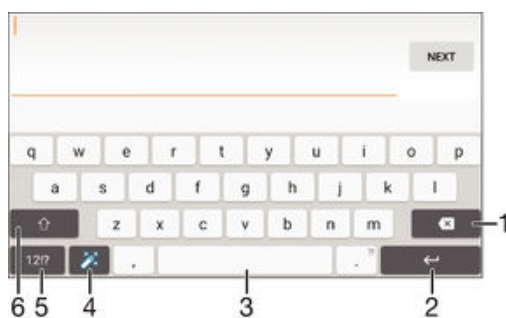 NEXT
q w e r t y u i o p
a s d f g h j k l
z x c v b n m 1
12!? , . ?!
6 5 4 3 2